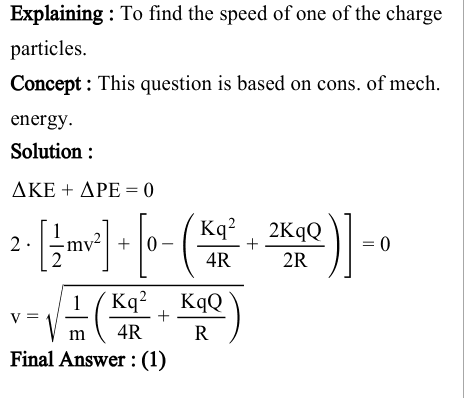 Explaining : To find the speed of one of the charge
particles.
Concept : This question is based on cons. of mech.
energy.
Solution :
ΔKE + ΔPE = 0
2 · [1/2 mv²] + [0 − (Kq²/4R + 2KqQ/2R)] = 0
v = √(1/m (Kq²/4R + KqQ/R))
Final Answer : (1)